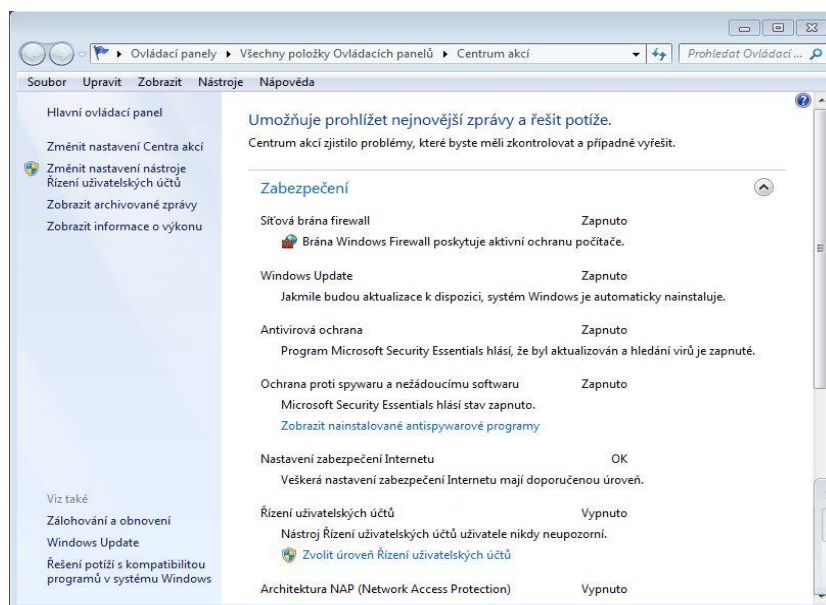 Ovládací panely ▸ Všechny položky Ovládacích panelů ▸ Centrum akcí
Prohledat Ovládací ...
Soubor Upravit Zobrazit Nástroje Nápověda
Hlavní ovládací panel
Změnit nastavení Centra akcí
Změnit nastavení nástroje
Řízení uživatelských účtů
Zobrazit archivované zprávy
Zobrazit informace o výkonu
Viz také
Zálohování a obnovení
Windows Update
Řešení potíží s kompatibilitou
programů v systému Windows
Umožňuje prohlížet nejnovější zprávy a řešit potíže.
Centrum akcí zjistilo problémy, které byste měli zkontrolovat a případně vyřešit.
Zabezpečení
Síťová brána firewall Zapnuto
Brána Windows Firewall poskytuje aktivní ochranu počítače.
Windows Update Zapnuto
Jakmile budou aktualizace k dispozici, systém Windows je automaticky nainstaluje.
Antivirová ochrana Zapnuto
Program Microsoft Security Essentials hlásí, že byl aktualizován a hledání virů je zapnuté.
Ochrana proti spywaru a nežádoucímu softwaru Zapnuto
Microsoft Security Essentials hlásí stav zapnuto.
Zobrazit nainstalované antispywarové programy
Nastavení zabezpečení Internetu OK
Veškerá nastavení zabezpečení Internetu mají doporučenou úroveň.
Řízení uživatelských účtů Vypnuto
Nástroj Řízení uživatelských účtů uživatele nikdy neupozorní.
Zvolit úroveň Řízení uživatelských účtů
Architektura NAP (Network Access Protection) Vypnuto